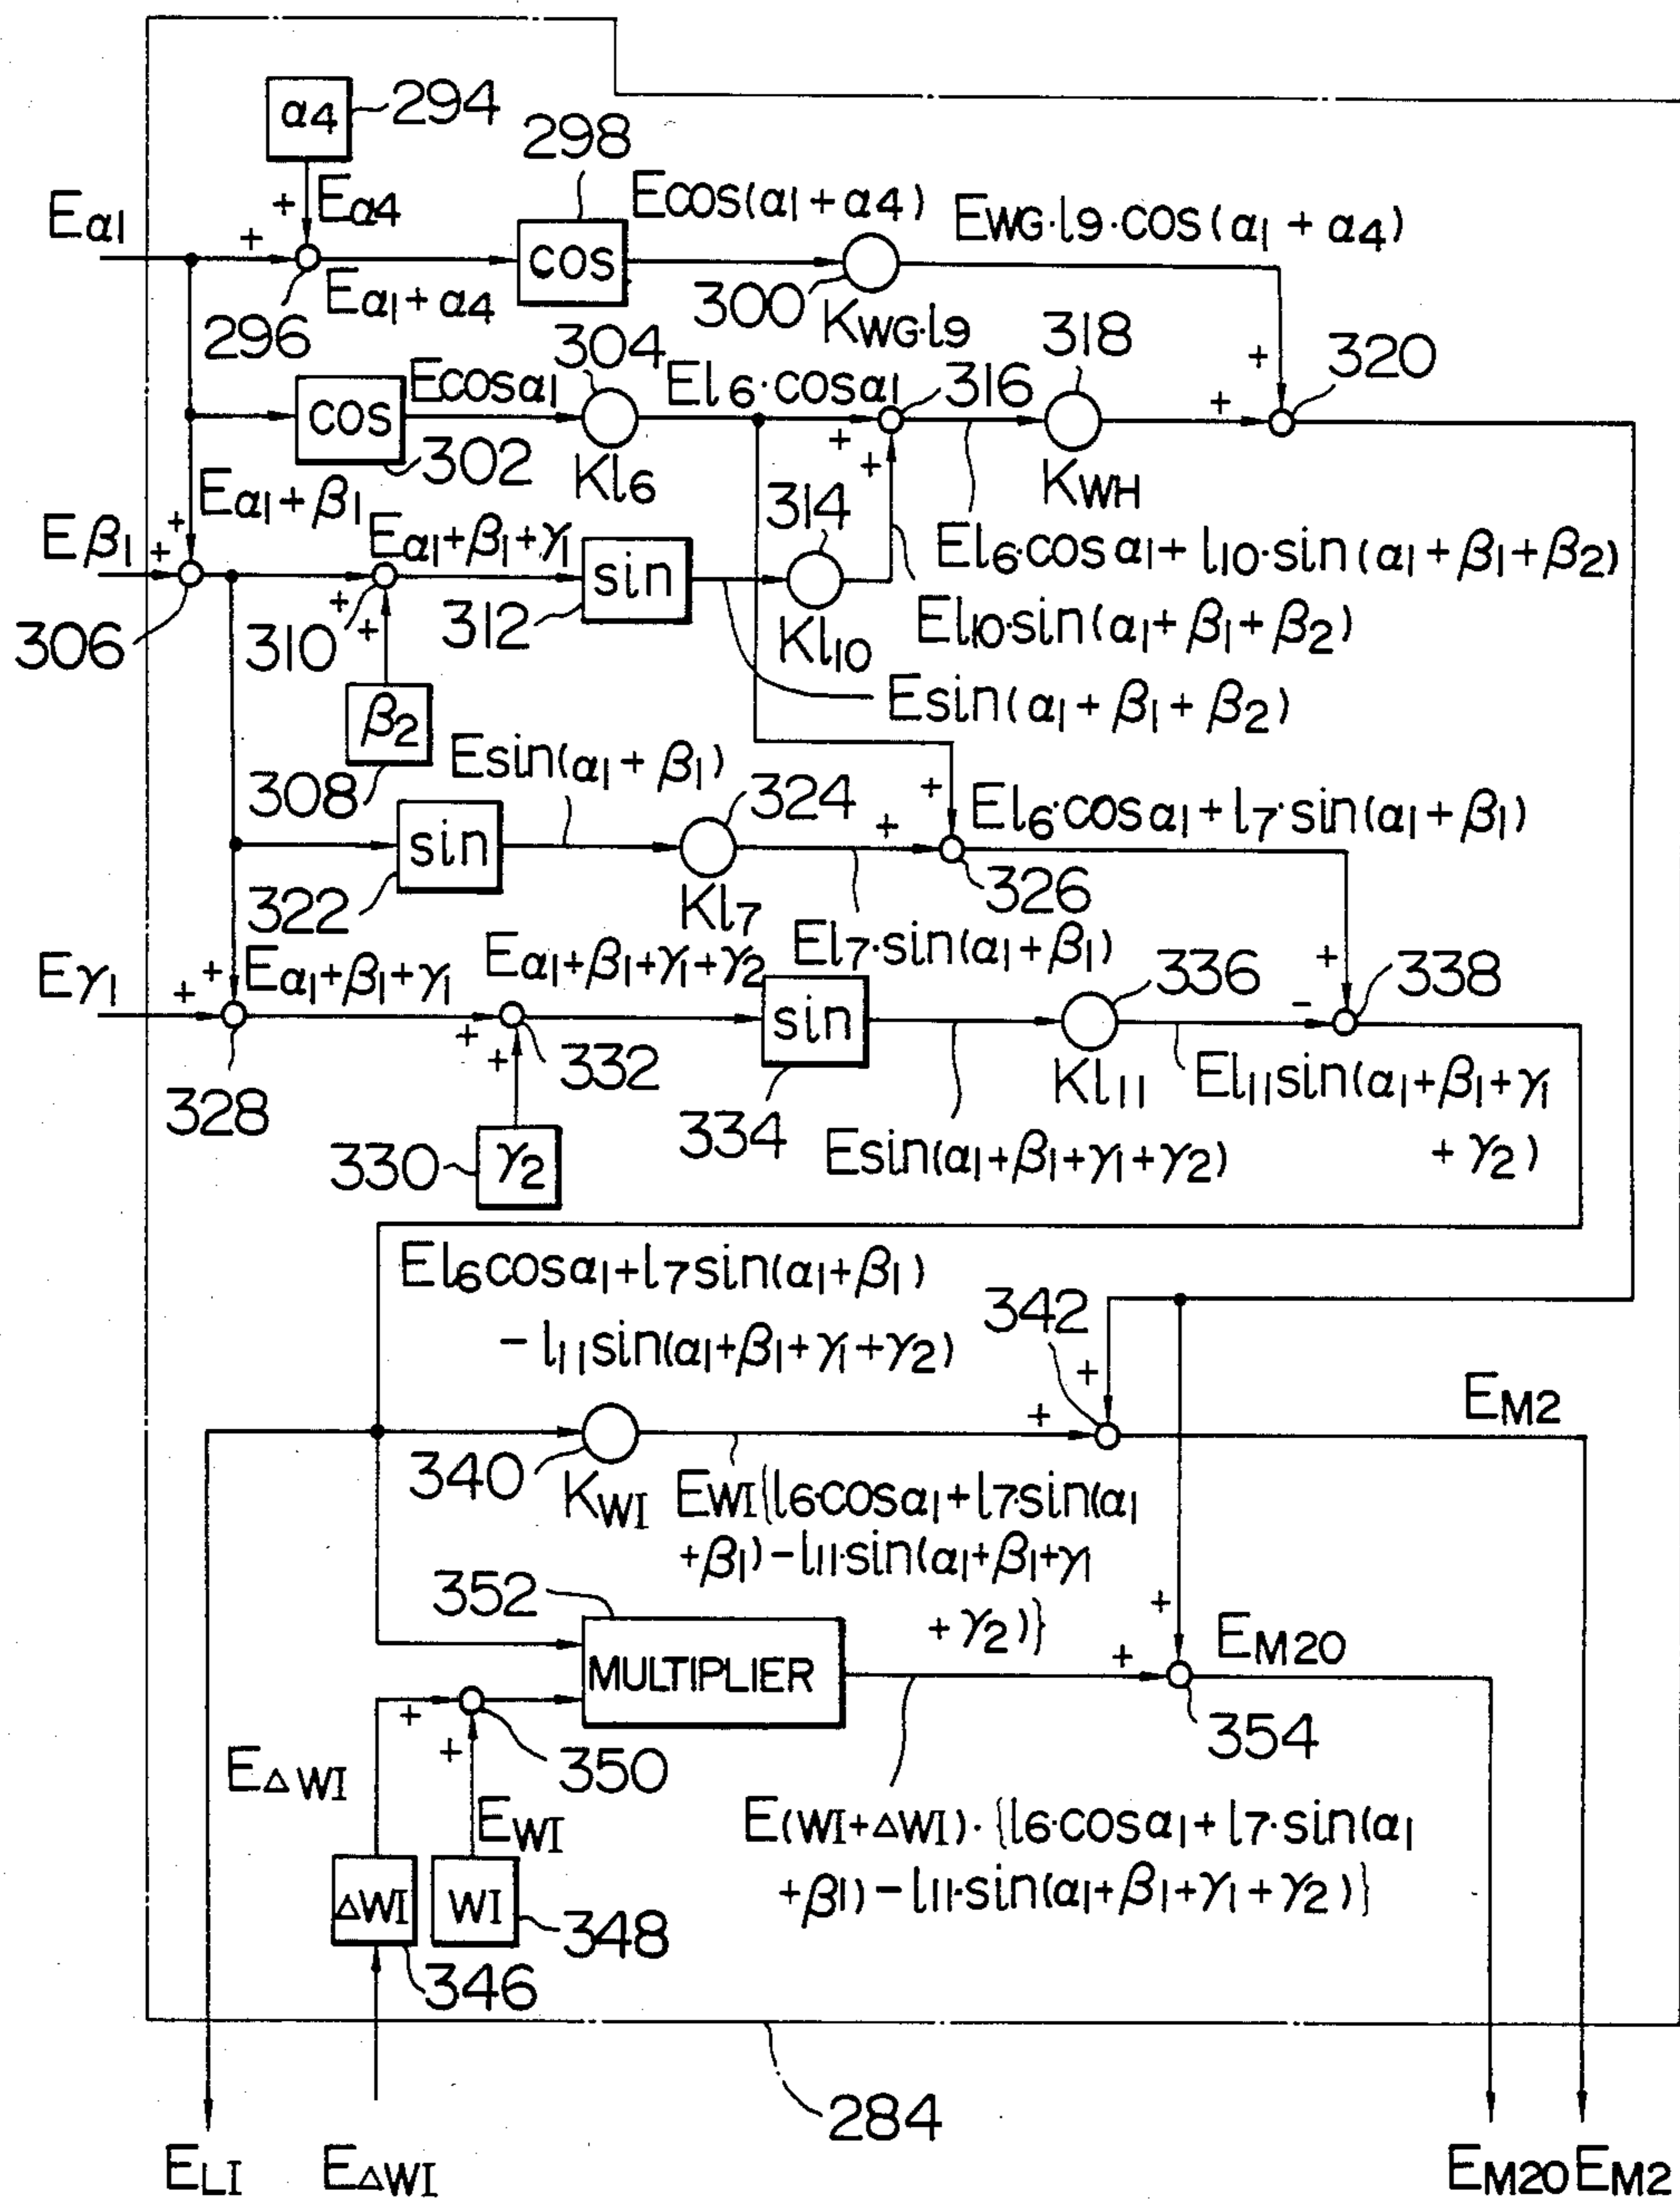 α4
294
298
Eα1
+
Eα4
+
Ecos(α1+α4)
EWG·l9·cos(α1+α4)
cos
296
Eα1+α4
300
KWG·l9
304
318
320
+
Ecosα1
El6·cosα1
316
+
cos
302
Kl6
+
+
KWH
Eα1+β1
314
Eβ1
+
+
Eα1+β1+γ1
sin
El6·cosα1+l10·sin(α1+β1+β2)
306
310
+
+
312
Kl10
El10·sin(α1+β1+β2)
β2
Esin(α1+β1+β2)
308
Esin(α1+β1)
324
+
+
El6·cosα1+l7·sin(α1+β1)
sin
322
Kl7
326
El7·sin(α1+β1)
Eγ1
+
+
Eα1+β1+γ1
Eα1+β1+γ1+γ2
336
+
-
338
sin
+
+
332
328
334
Kl11
El11sin(α1+β1+γ1
+γ2)
330
γ2
Esin(α1+β1+γ1+γ2)
El6cosα1+l7sin(α1+β1)
-l11sin(α1+β1+γ1+γ2)
342
+
+
EM2
340
KWI
EWI{l6·cosα1+l7·sin(α1
+β1)-l11·sin(α1+β1+γ1
+γ2)}
352
+
+
EM20
MULTIPLIER
354
+
+
350
EΔWI
EWI
E(WI+ΔWI)·{l6·cosα1+l7·sin(α1
+β1)-l11·sin(α1+β1+γ1+γ2)}
ΔWI
WI
348
346
284
ELI
EΔWI
EM20
EM2